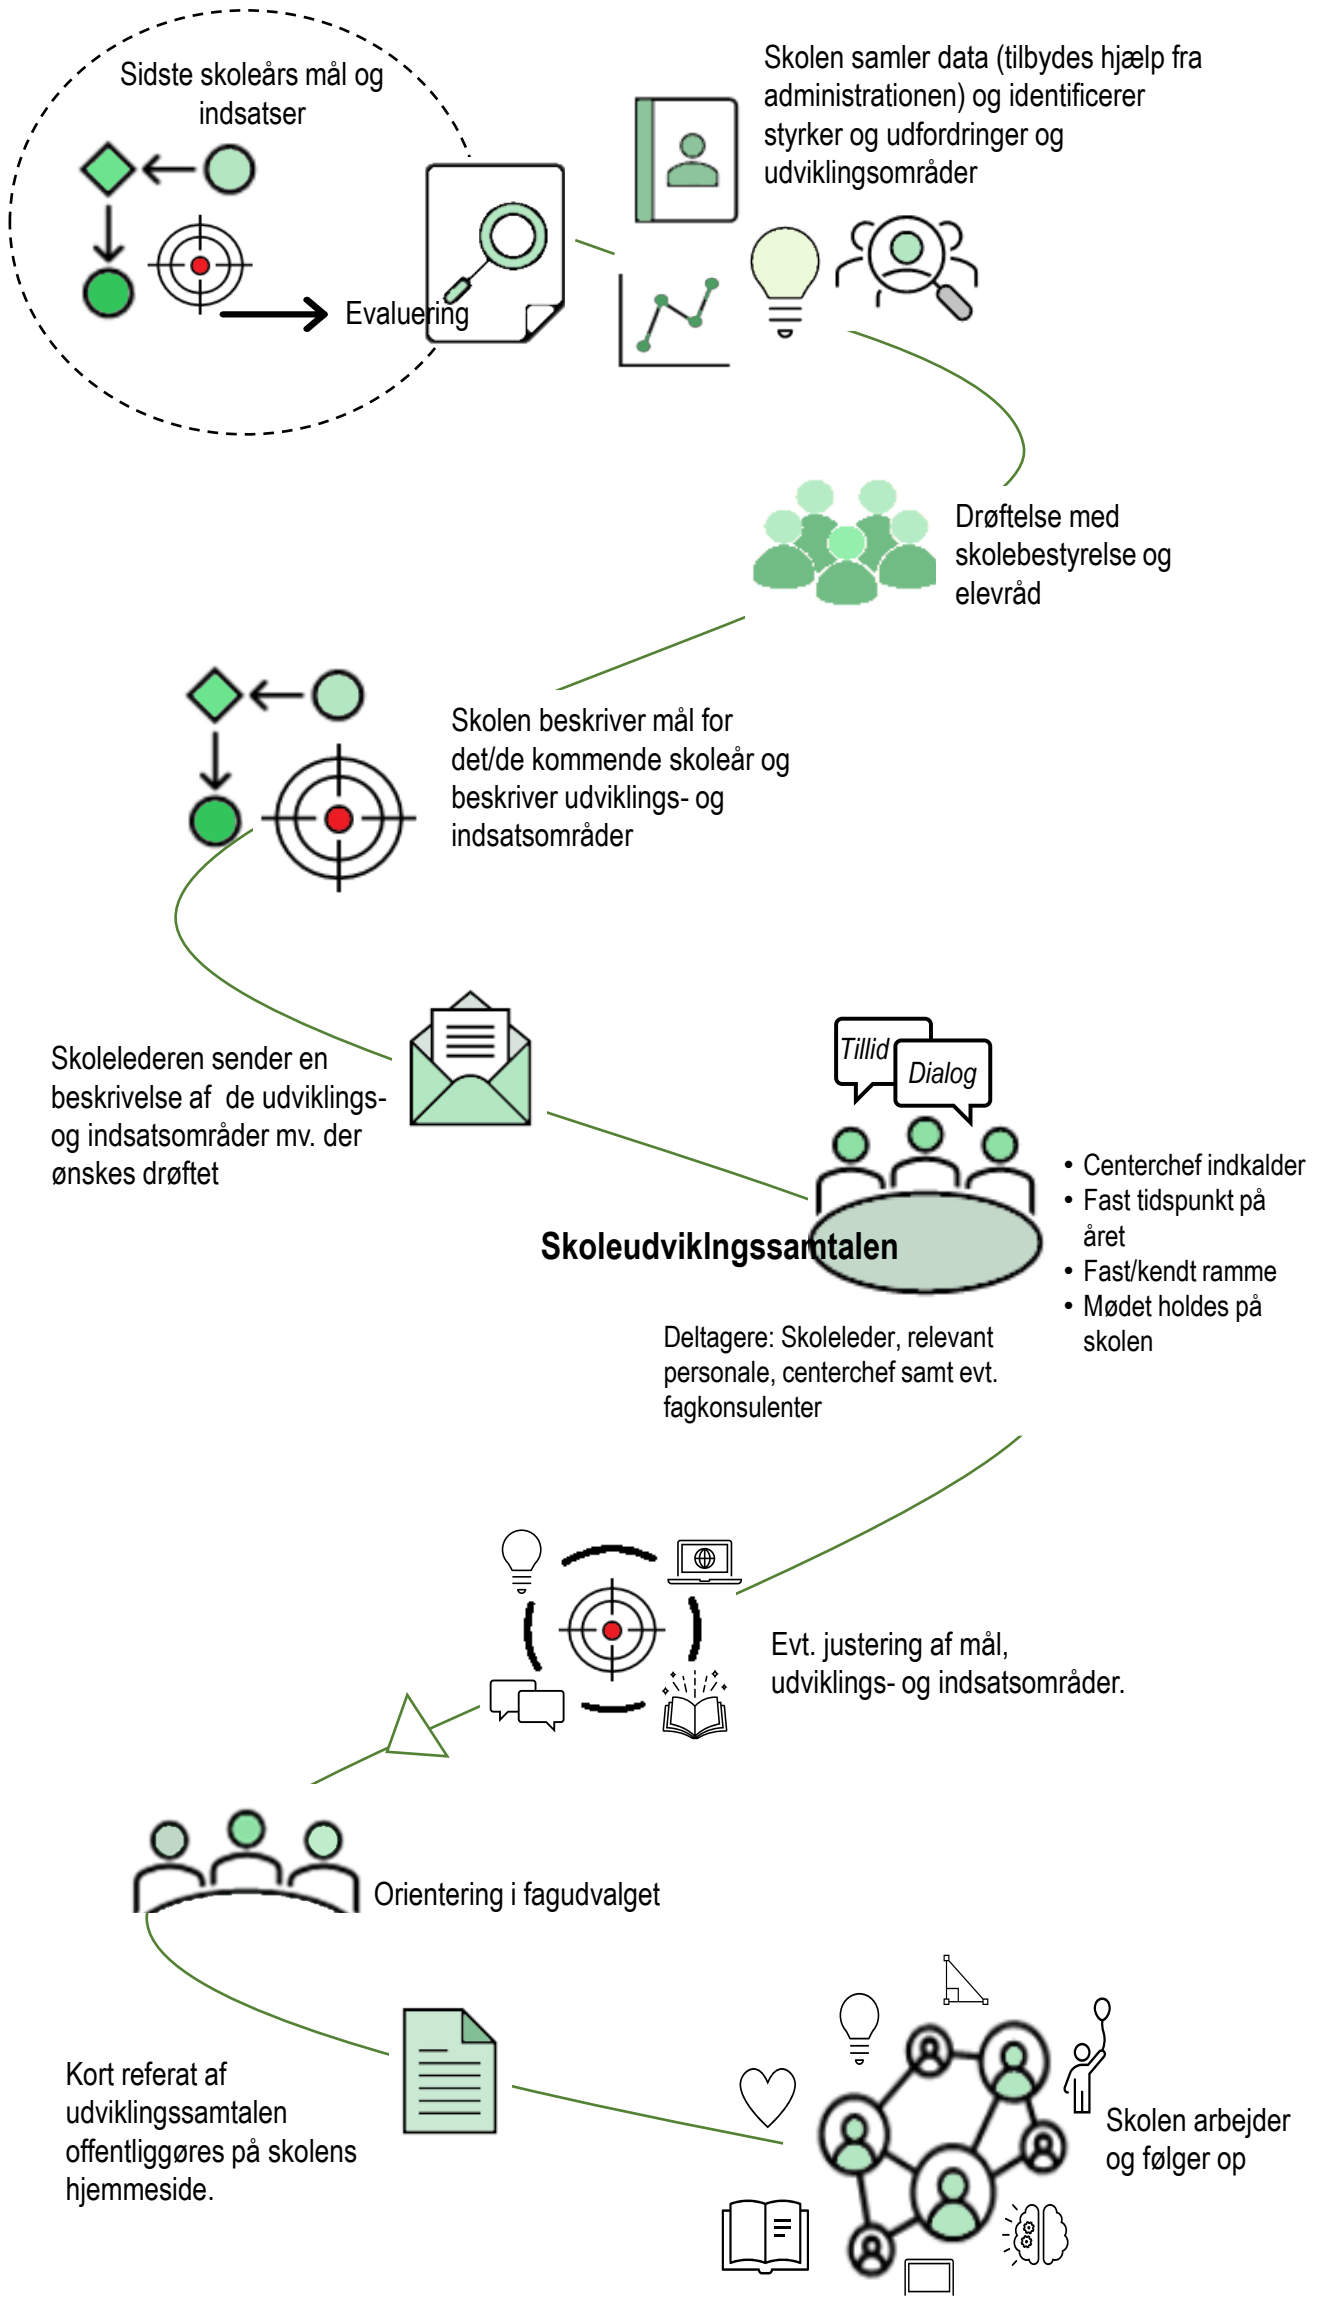 Sidste skoleårs mål og
indsatser
Evaluering
Skolen samler data (tilbydes hjælp fra
administrationen) og identificerer
styrker og udfordringer og
udviklingsområder
Drøftelse med
skolebestyrelse og
elevråd
Skolen beskriver mål for
det/de kommende skoleår og
beskriver udviklings- og
indsatsområder
Skolelederen sender en
beskrivelse af  de udviklings-
og indsatsområder mv. der
ønskes drøftet
Tillid
Dialog
Skoleudviklngssamtalen
• Centerchef indkalder
• Fast tidspunkt på
året
• Fast/kendt ramme
• Mødet holdes på
skolen
Deltagere: Skoleleder, relevant
personale, centerchef samt evt.
fagkonsulenter
Evt. justering af mål,
udviklings- og indsatsområder.
Orientering i fagudvalget
Kort referat af
udviklingssamtalen
offentliggøres på skolens
hjemmeside.
Skolen arbejder
og følger op